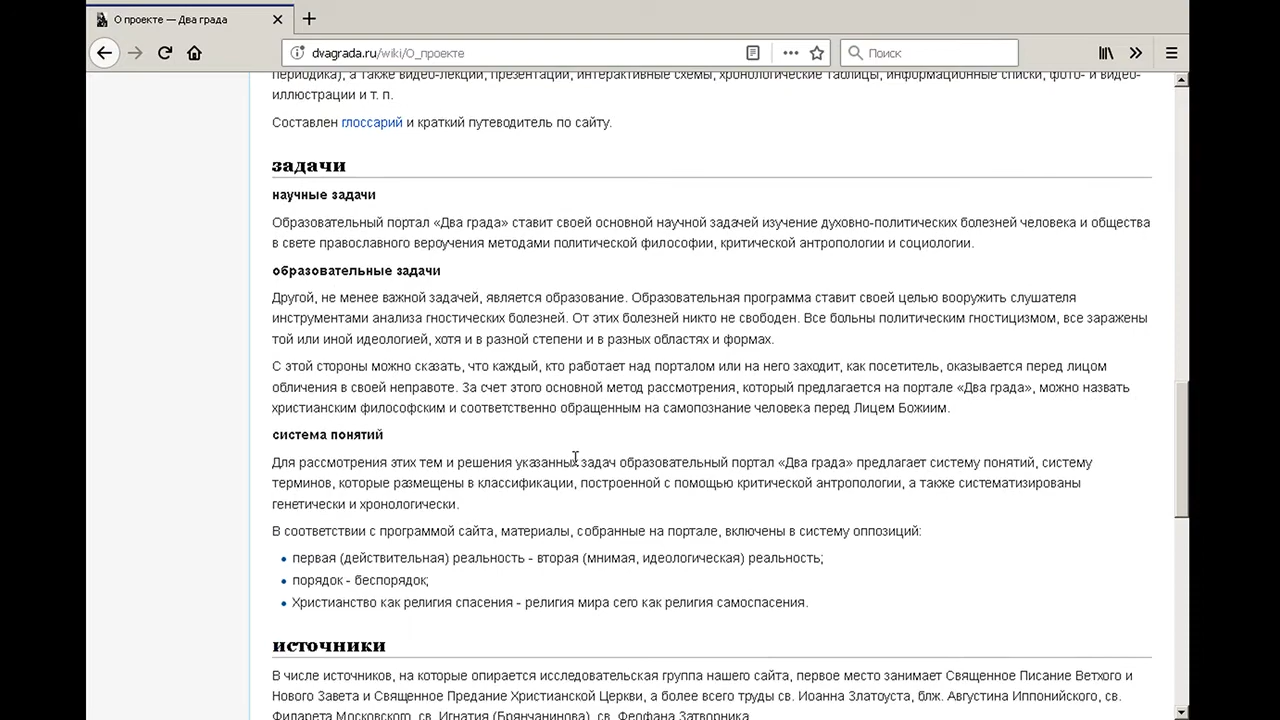 О проекте — Два града
dvagrada.ru/wiki/О_проекте
Поиск
периодика), а также видео-лекции, презентации, интерактивные схемы, хронологические таблицы, информационные списки, фото- и видео-
иллюстрации и т. п.
Составлен глоссарий и краткий путеводитель по сайту.
задачи
научные задачи
Образовательный портал «Два града» ставит своей основной научной задачей изучение духовно-политических болезней человека и общества
в свете православного вероучения методами политической философии, критической антропологии и социологии.
образовательные задачи
Другой, не менее важной задачей, является образование. Образовательная программа ставит своей целью вооружить слушателя
инструментами анализа гностических болезней. От этих болезней никто не свободен. Все больны политическим гностицизмом, все заражены
той или иной идеологией, хотя и в разной степени и в разных областях и формах.
С этой стороны можно сказать, что каждый, кто работает над порталом или на него заходит, как посетитель, оказывается перед лицом
обличения в своей неправоте. За счет этого основной метод рассмотрения, который предлагается на портале «Два града», можно назвать
христианским философским и соответственно обращенным на самопознание человека перед Лицем Божиим.
система понятий
Для рассмотрения этих тем и решения указанных задач образовательный портал «Два града» предлагает систему понятий, систему
терминов, которые размещены в классификации, построенной с помощью критической антропологии, а также систематизированы
генетически и хронологически.
В соответствии с программой сайта, материалы, собранные на портале, включены в систему оппозиций:
• первая (действительная) реальность - вторая (мнимая, идеологическая) реальность;
• порядок - беспорядок;
• Христианство как религия спасения - религия мира сего как религия самоспасения.
источники
В числе источников, на которые опирается исследовательская группа нашего сайта, первое место занимает Священное Писание Ветхого и
Нового Завета и Священное Предание Христианской Церкви, а более всего труды св. Иоанна Златоуста, блж. Августина Иппонийского, св.
Филарета Московского, св. Игнатия (Брянчанинова), св. Феофана Затворника.